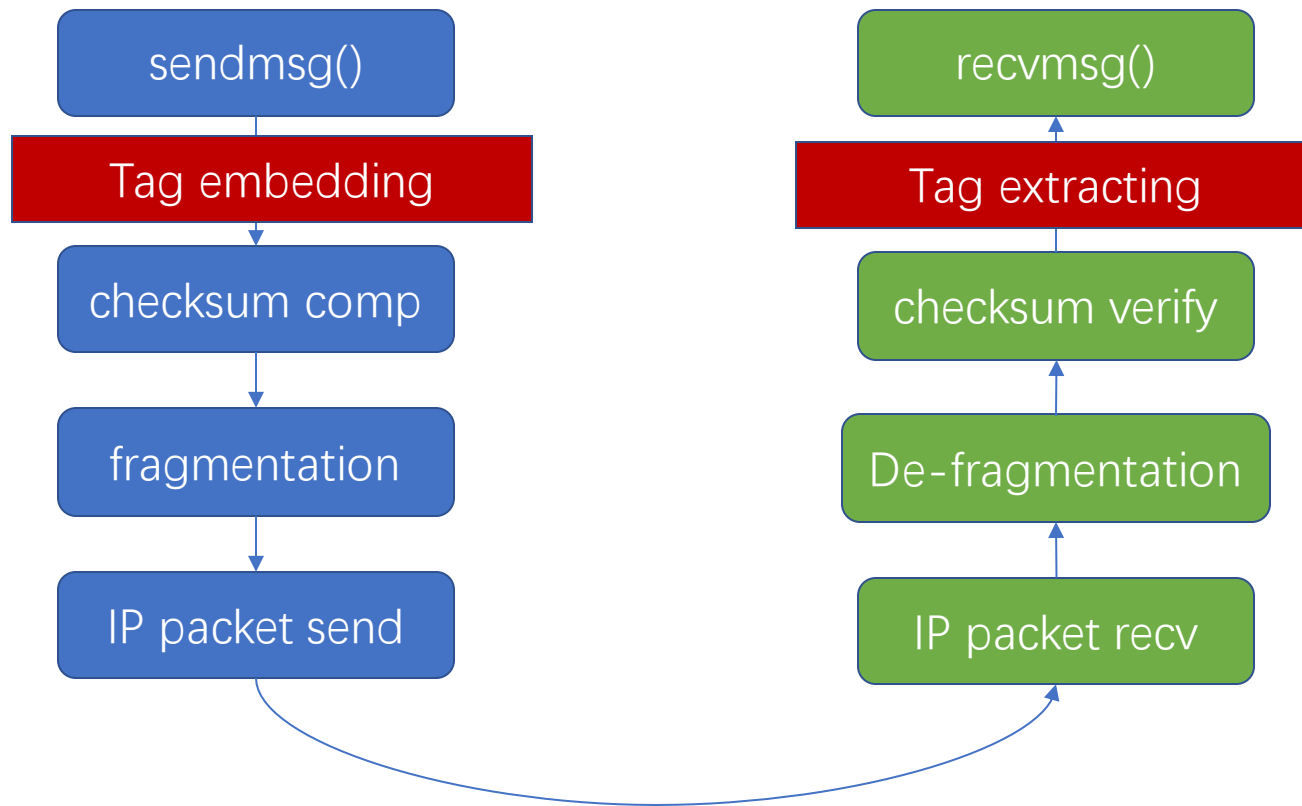 sendmsg()
Tag embedding
checksum comp
fragmentation
IP packet send
recvmsg()
Tag extracting
checksum verify
De-fragmentation
IP packet recv